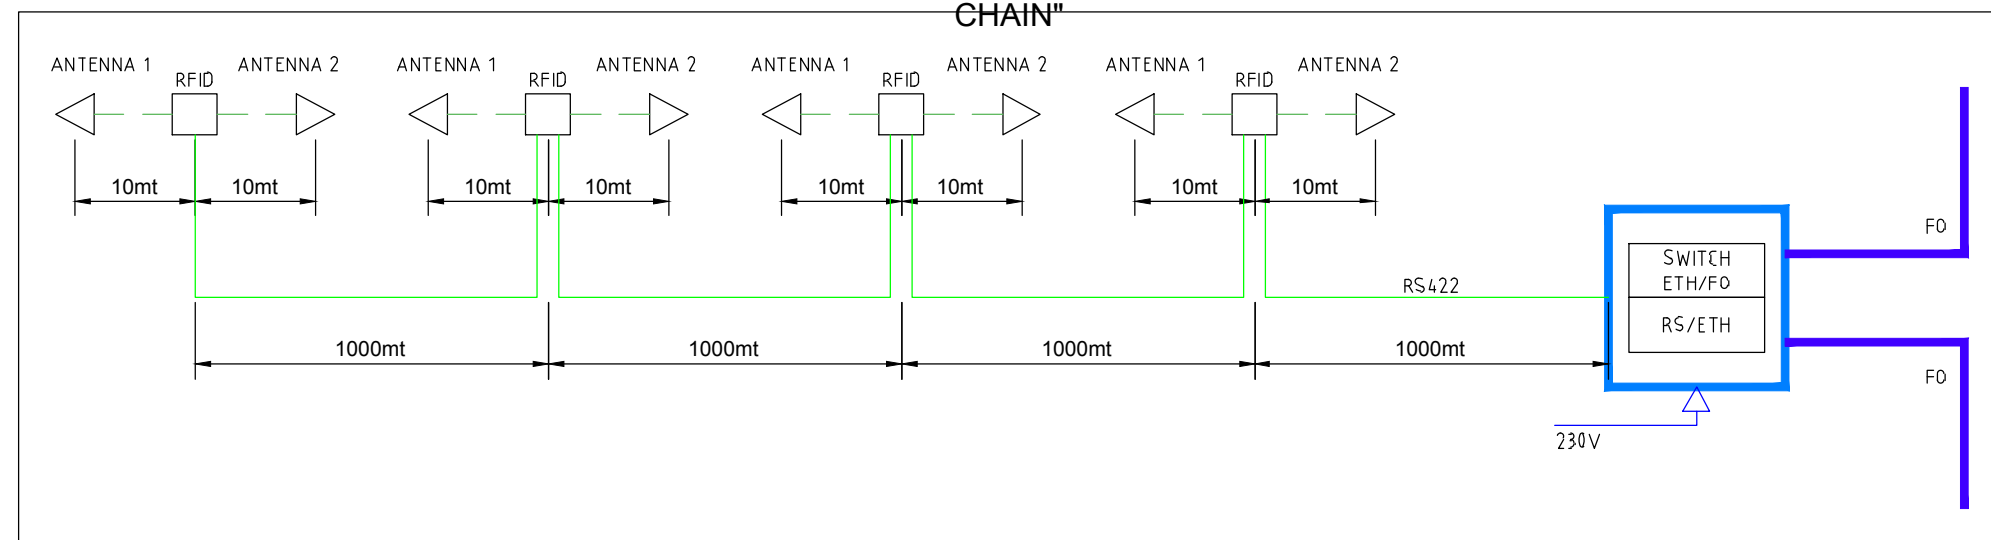 CHAIN"
ANTENNA 1
RFID
ANTENNA 2
ANTENNA 1
RFID
ANTENNA 2
ANTENNA 1
RFID
ANTENNA 2
ANTENNA 1
RFID
ANTENNA 2
10mt
10mt
10mt
10mt
10mt
10mt
10mt
10mt
FO
SWITCH
ETH/FO
RS422
RS/ETH
1000mt
1000mt
1000mt
1000mt
FO
230V